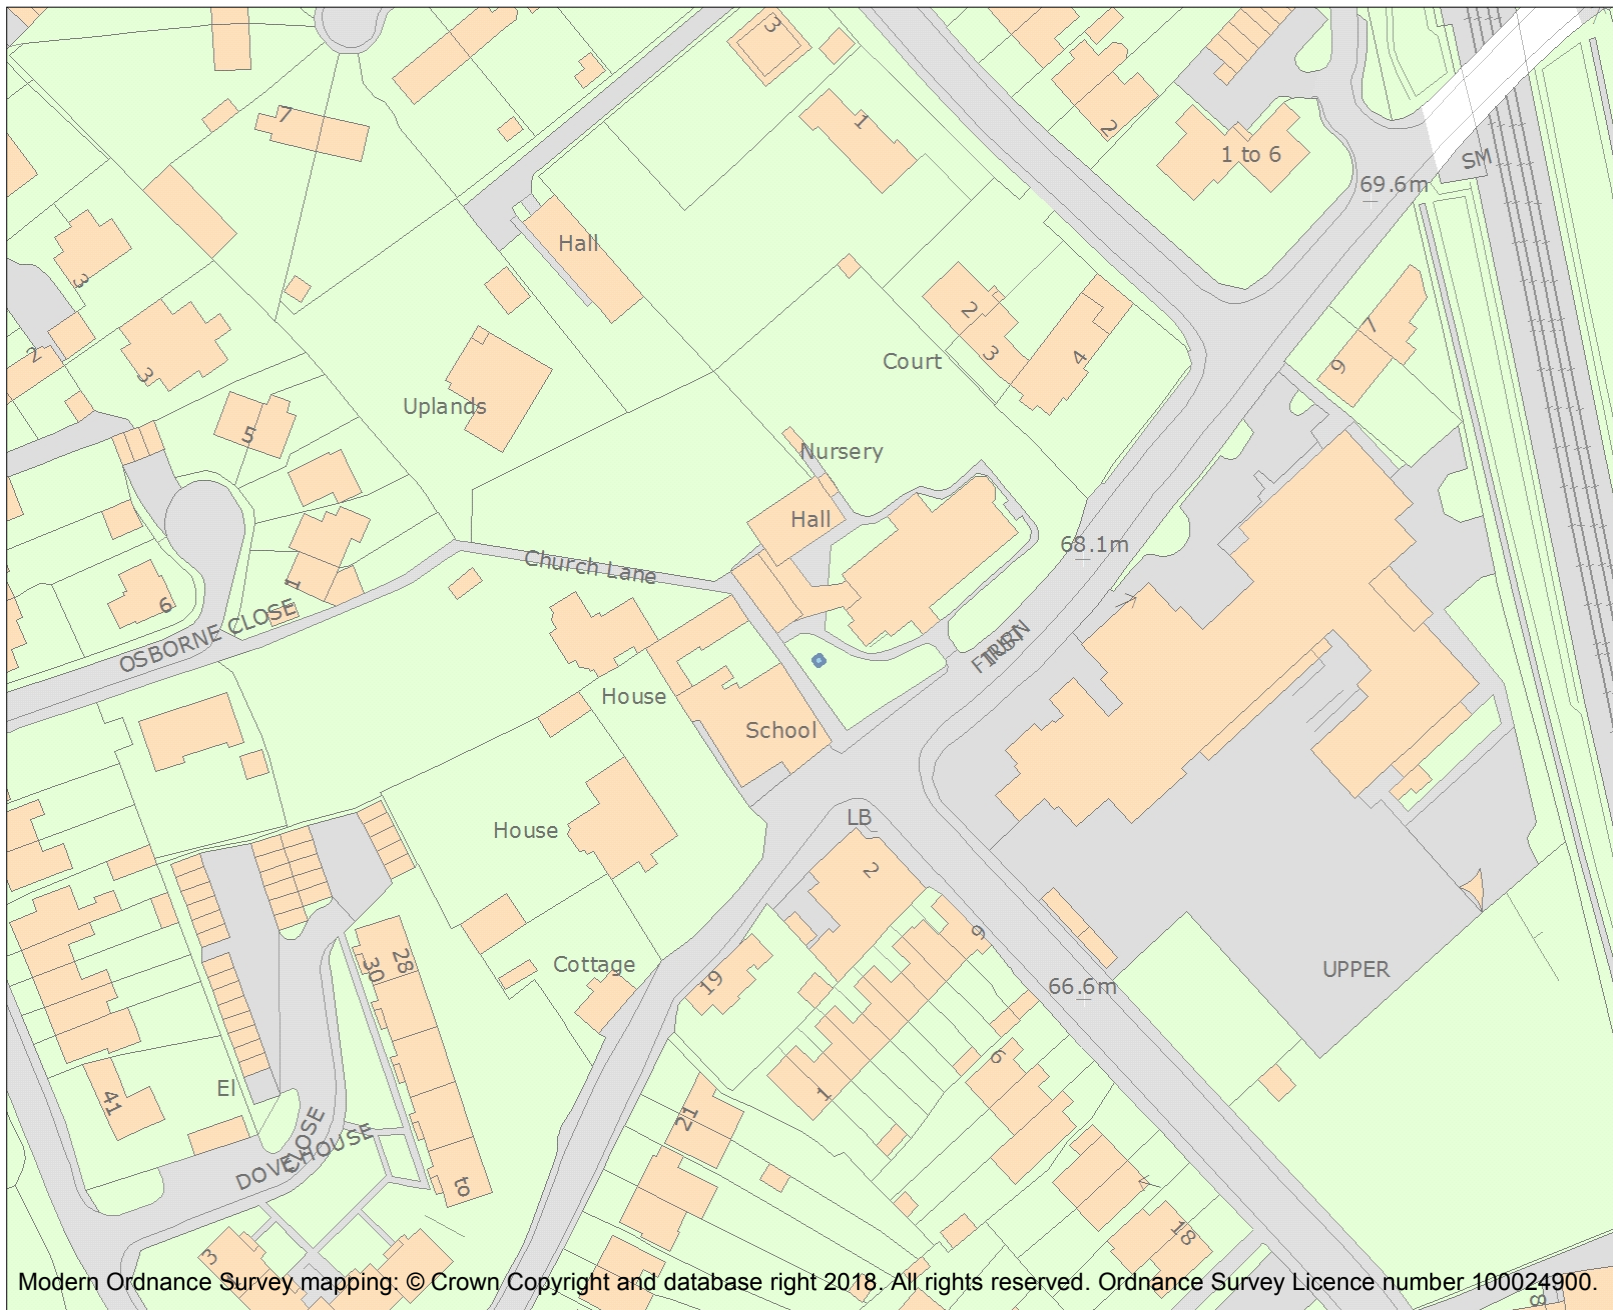 3
7
1
2
1 to 6
SM
69.6m
Hall
3
2
3
2
3
4
7
9
Court
Uplands
5
Nursery
Hall
68.1m
Church Lane
1
6
OSBORNE CLOSE
House
School
LB
2
House
9
28
30
Cottage
19
UPPER
66.6m
6
El
41
1
21
CLOSE
DOVEHOUSE
to
18
3
8
Modern Ordnance Survey mapping: © Crown Copyright and database right 2018. All rights reserved. Ordnance Survey Licence number 100024900.